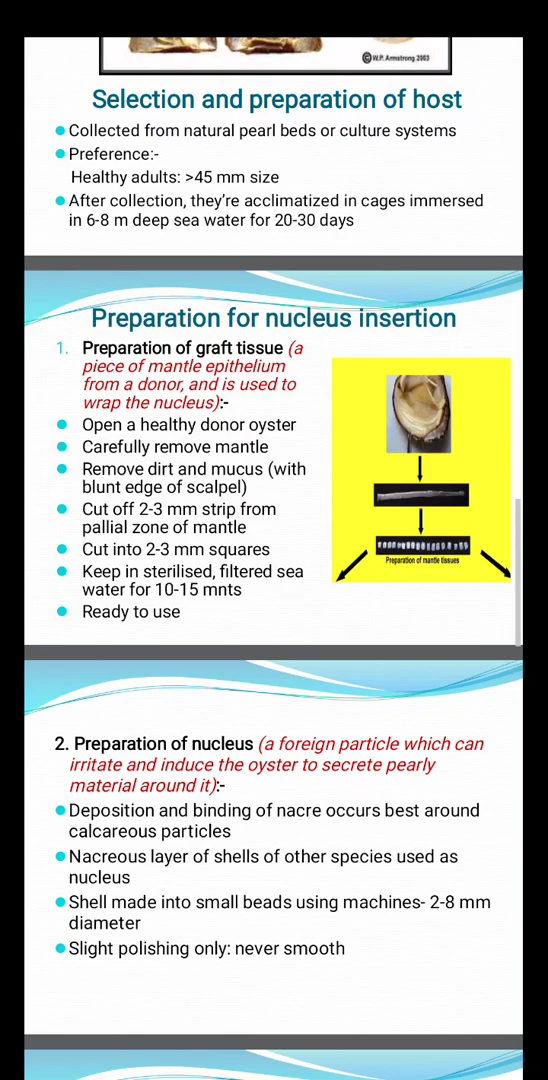 ©W.P. Armstrong 2003
Selection and preparation of host
Collected from natural pearl beds or culture systems
Preference:-
Healthy adults: >45 mm size
After collection, they're acclimatized in cages immersed
in 6-8 m deep sea water for 20-30 days
Preparation for nucleus insertion
1. Preparation of graft tissue (a
piece of mantle epithelium
from a donor, and is used to
wrap the nucleus):-
Open a healthy donor oyster
Carefully remove mantle
Remove dirt and mucus (with
blunt edge of scalpel)
Cut off 2-3 mm strip from
pallial zone of mantle
Cut into 2-3 mm squares
Keep in sterilised, filtered sea
water for 10-15 mnts
Ready to use
Preparation of mantle tissues
2. Preparation of nucleus (a foreign particle which can
irritate and induce the oyster to secrete pearly
material around it):-
Deposition and binding of nacre occurs best around
calcareous particles
Nacreous layer of shells of other species used as
nucleus
Shell made into small beads using machines- 2-8 mm
diameter
Slight polishing only: never smooth